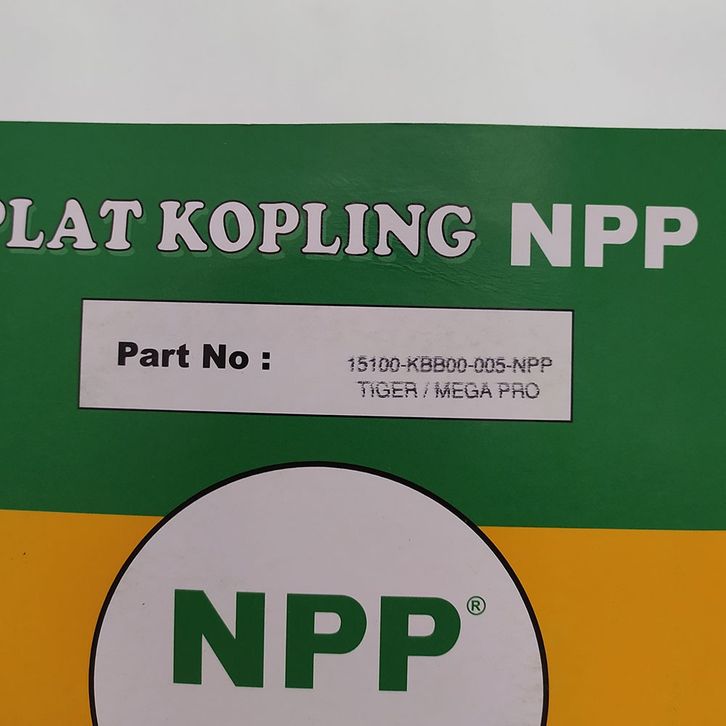 PLAT KOPLING NPP
Part No : 15100-KBB00-005-NPP
TIGER / MEGA PRO
NPP®